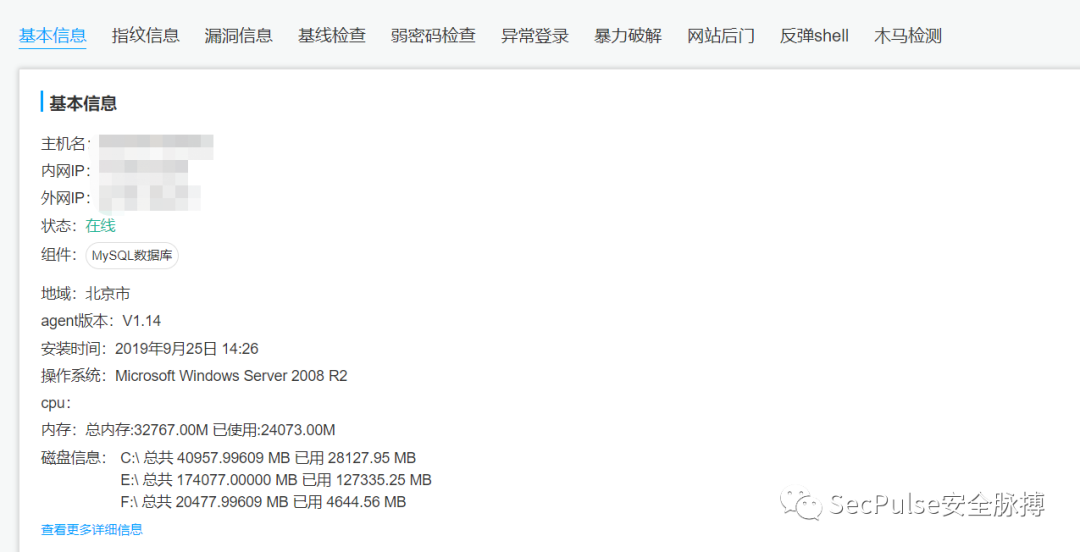 基本信息 指纹信息 漏洞信息 基线检查 弱密码检查 异常登录 暴力破解 网站后门 反弹shell 木马检测
基本信息
主机名:
内网IP:
外网IP:
状态: 在线
组件: MySQL数据库
地域: 北京市
agent版本: V1.14
安装时间: 2019年9月25日 14:26
操作系统: Microsoft Windows Server 2008 R2
cpu:
内存: 总内存:32767.00M 已使用:24073.00M
磁盘信息: C:\ 总共 40957.99609 MB 已用 28127.95 MB
E:\ 总共 174077.00000 MB 已用 127335.25 MB
F:\ 总共 20477.99609 MB 已用 4644.56 MB
查看更多详细信息
SecPulse安全脉搏